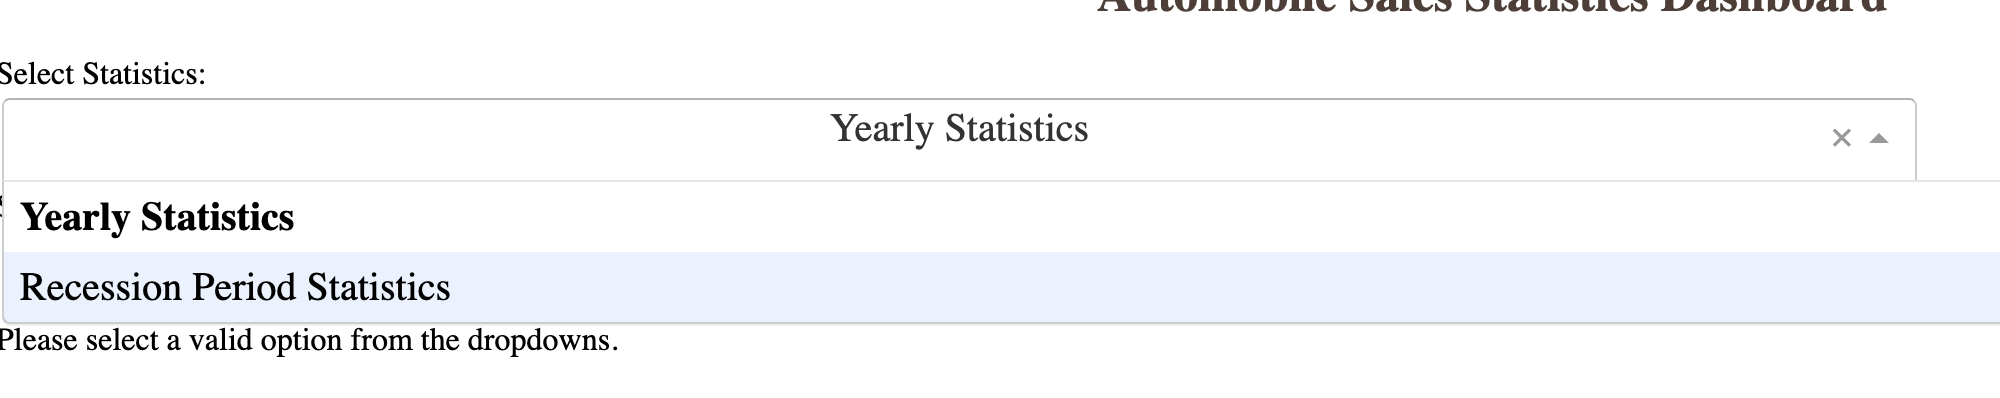 Automobile Sales Statistics Dashboard
Select Statistics:
Yearly Statistics
Yearly Statistics
Recession Period Statistics
Please select a valid option from the dropdowns.